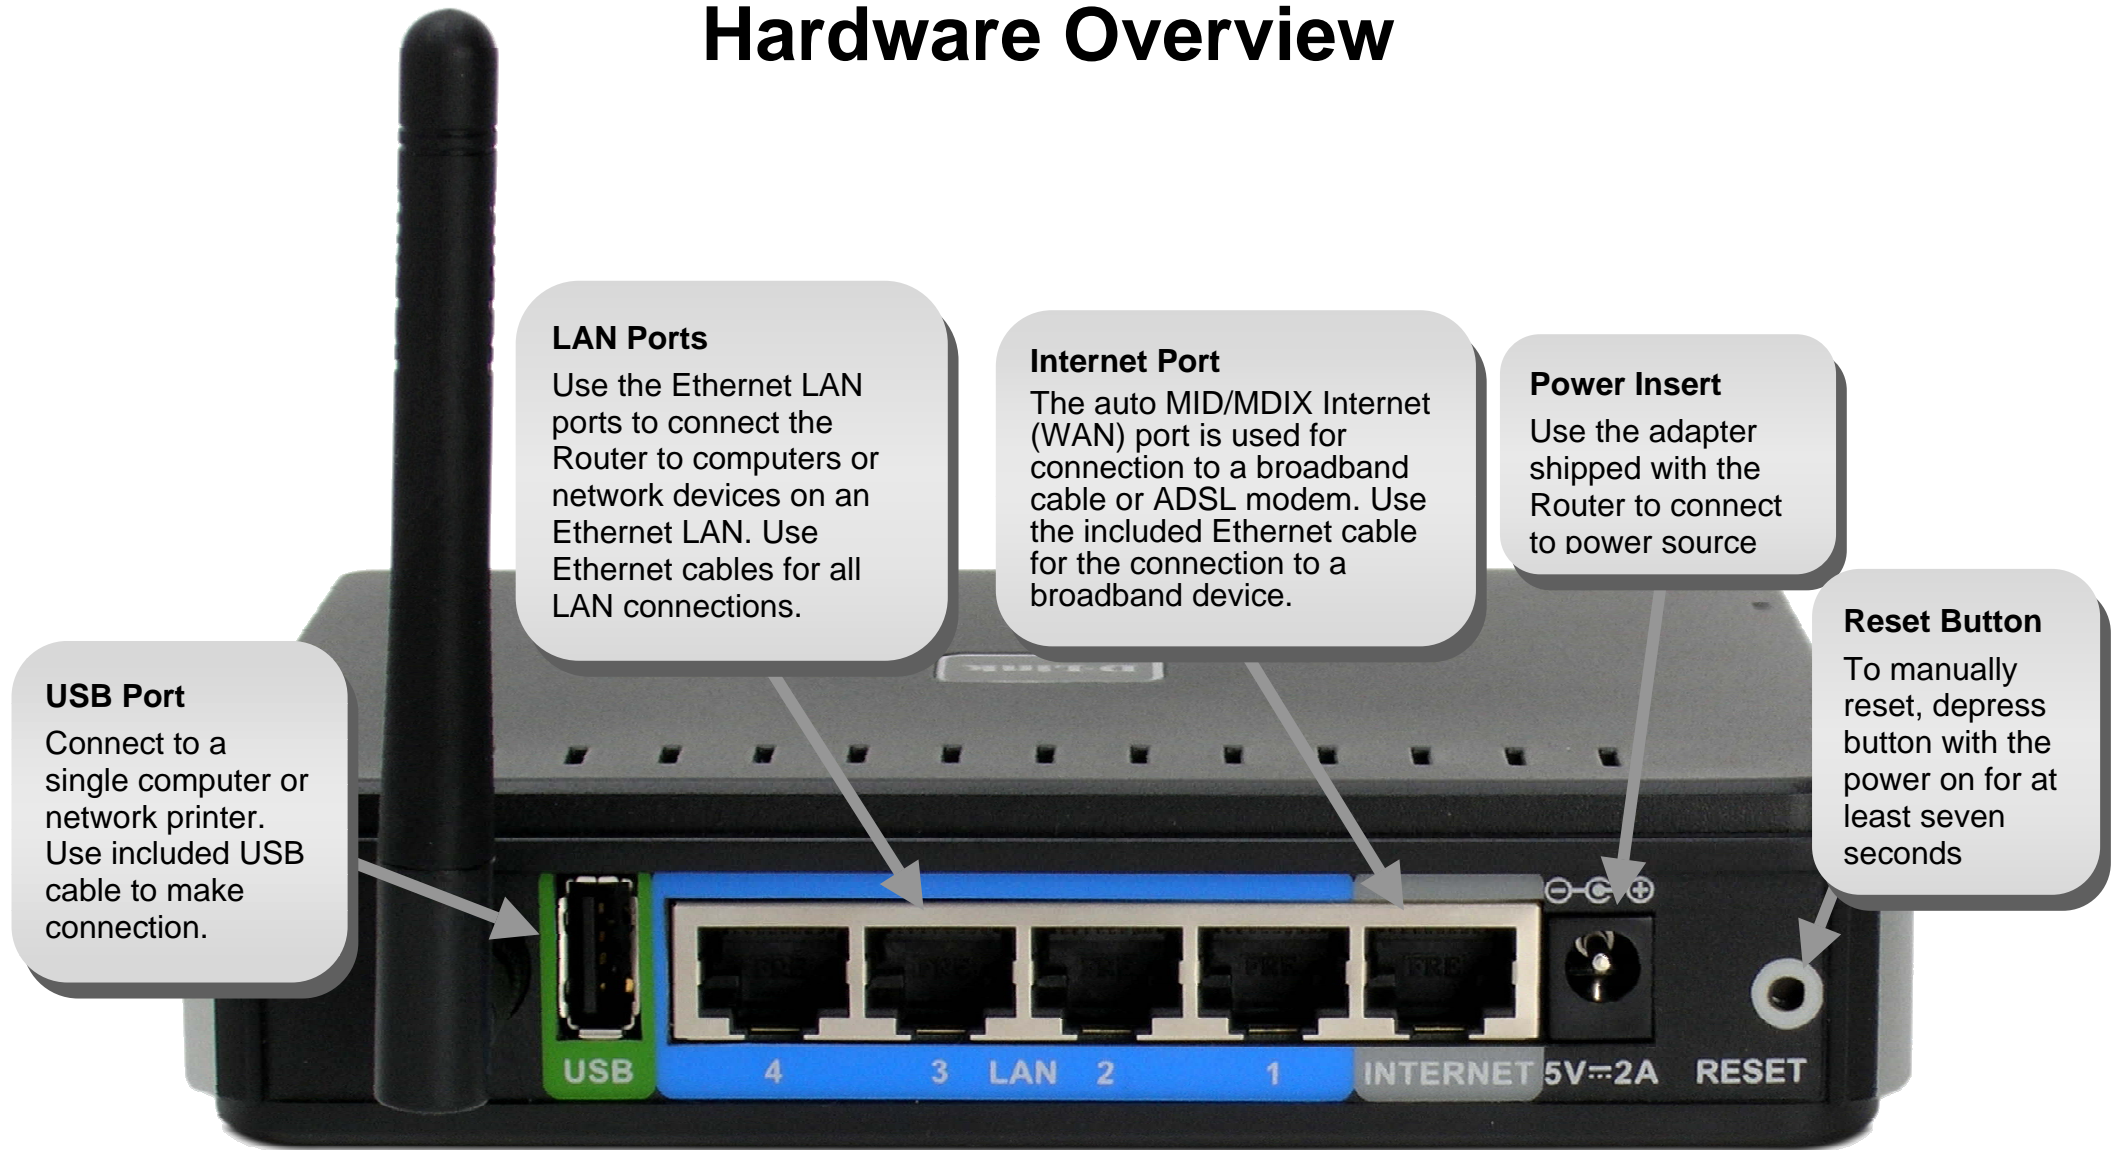 Hardware Overview
LAN Ports
Use the Ethernet LAN
ports to connect the
Router to computers or
network devices on an
Ethernet LAN. Use
Ethernet cables for all
LAN connections.
Internet Port
The auto MID/MDIX Internet
(WAN) port is used for
connection to a broadband
cable or ADSL modem. Use
the included Ethernet cable
for the connection to a
broadband device.
Power Insert
Use the adapter
shipped with the
Router to connect
to power source
Reset Button
To manually
reset, depress
button with the
power on for at
least seven
seconds
USB Port
Connect to a
single computer or
network printer.
Use included USB
cable to make
connection.
D-Link
USB
4 3 LAN 2 1
INTERNET
5V⎓2A
RESET